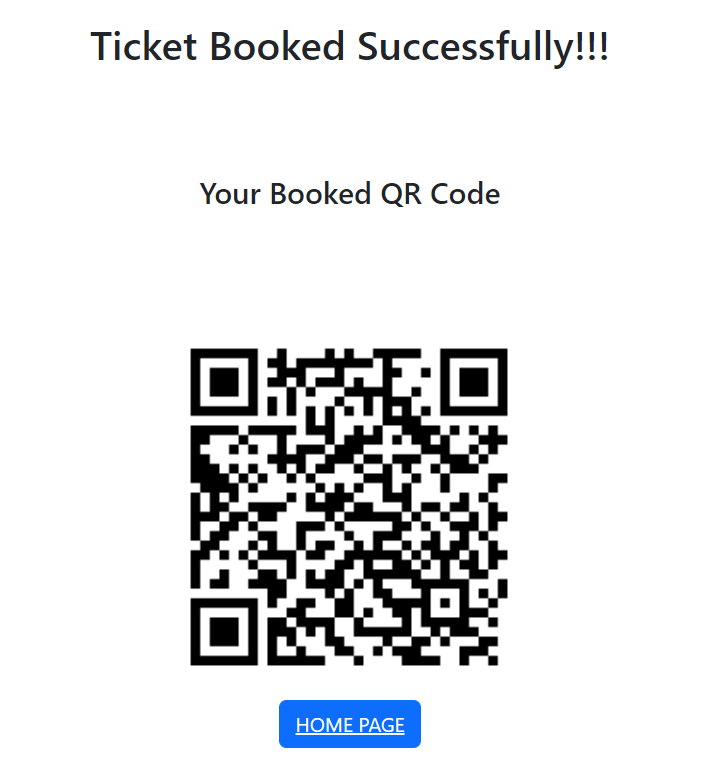 Ticket Booked Successfully!!!
Your Booked QR Code
HOME PAGE